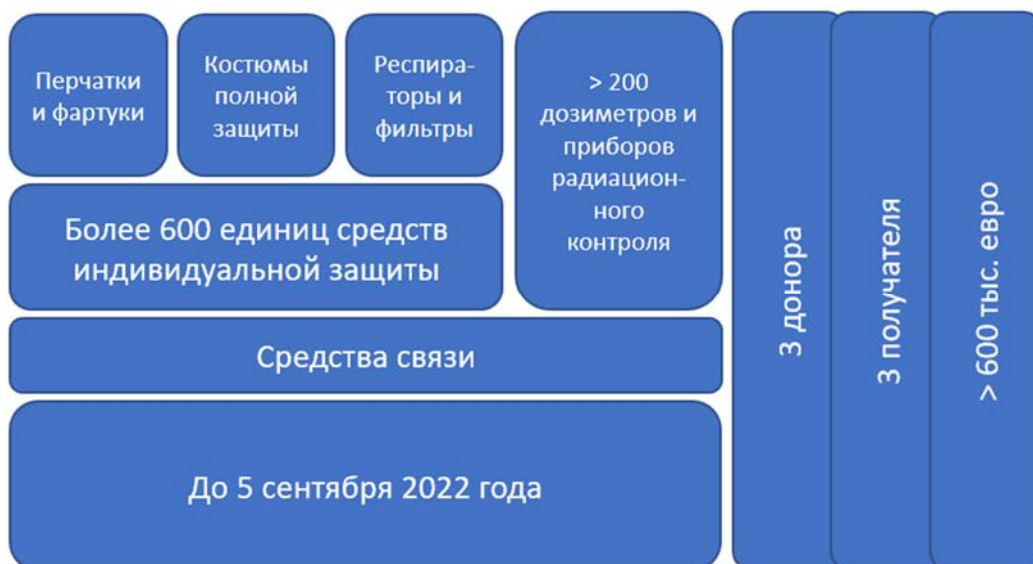 Перчатки
и фартуки
Костюмы
полной
защиты
Респира-
торы и
фильтры
> 200
дозиметров и
приборов
радиацион-
ного
контроля
Более 600 единиц средств
индивидуальной защиты
Средства связи
До 5 сентября 2022 года
3 донора
3 получателя
> 600 тыс. евро